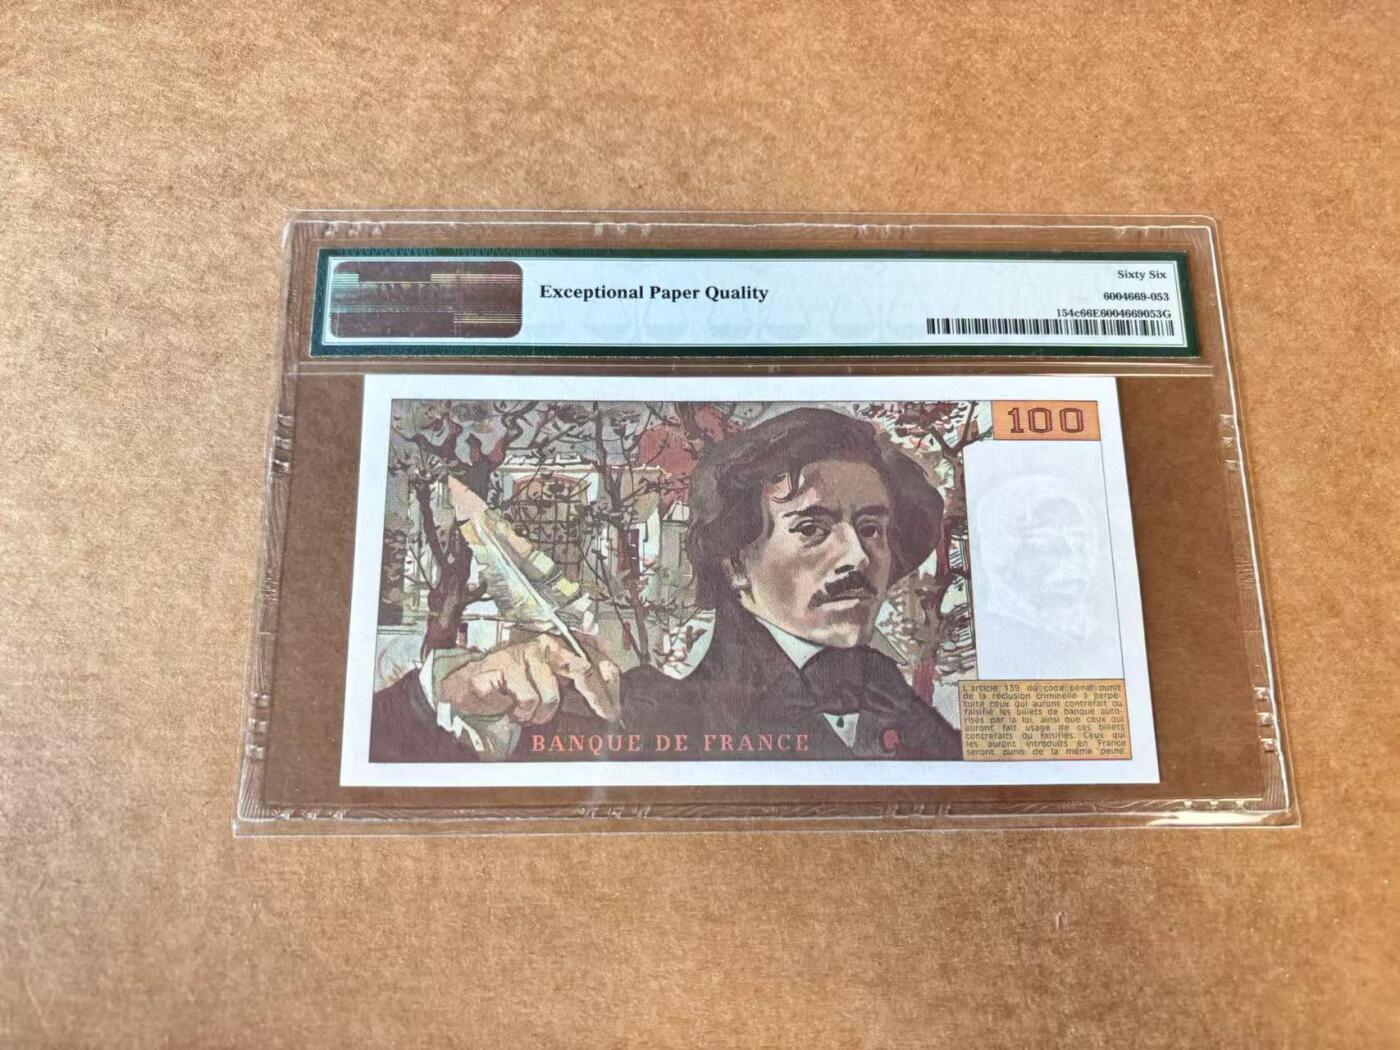 Exceptional Paper Quality
Sixty Six
6004669-053
154c66E6004669053G
100
L'article 139 du code pénal punit
de la réclusion criminelle à perpé-
tuité ceux qui auront contrefait ou
falsifié les billets de banque auto-
risés par la loi, ainsi que ceux qui
auront fait usage de ces billets
contrefaits ou falsifiés. Ceux qui
les auront introduits en France
seront punis de la même peine.
BANQUE DE FRANCE